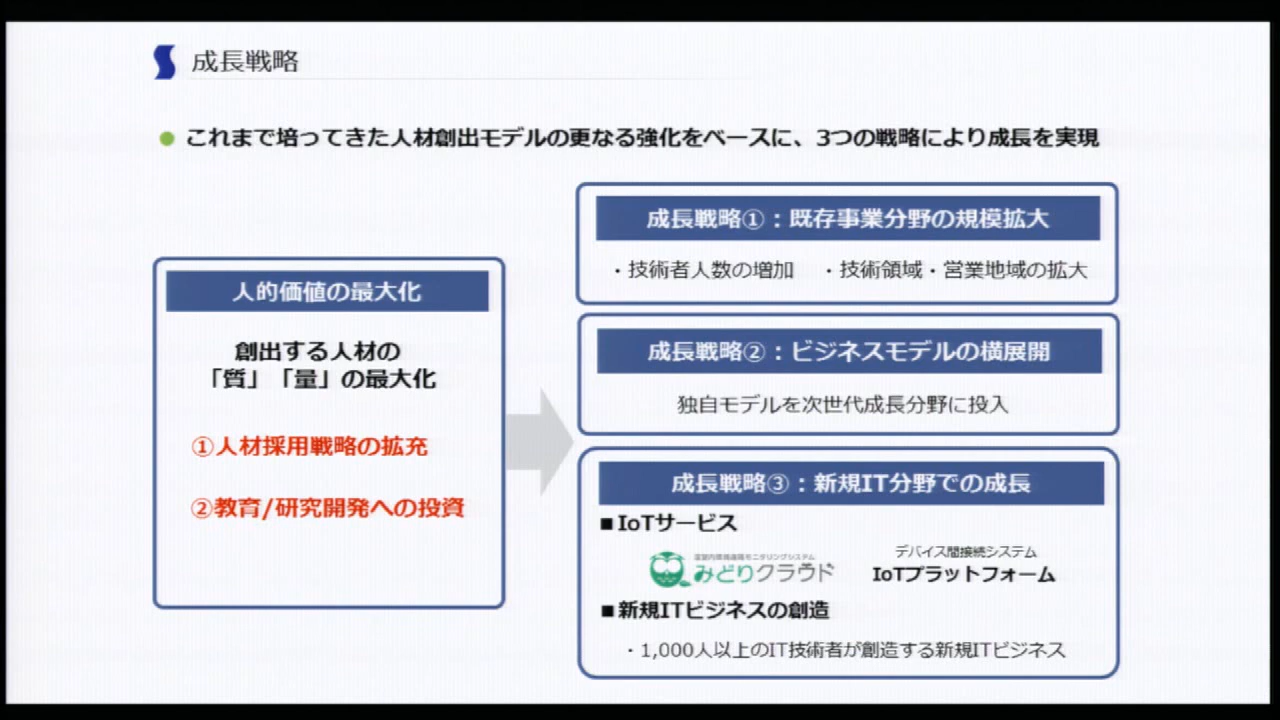 成長戦略
● これまで培ってきた人材創出モデルの更なる強化をベースに、3つの戦略により成長を実現
人的価値の最大化
創出する人材の
「質」「量」の最大化
①人材採用戦略の拡充
②教育/研究開発への投資
成長戦略①：既存事業分野の規模拡大
・技術者人数の増加　・技術領域・営業地域の拡大
成長戦略②：ビジネスモデルの横展開
独自モデルを次世代成長分野に投入
成長戦略③：新規IT分野での成長
■IoTサービス
みどりクラウド
デバイス間接続システム
IoTプラットフォーム
■新規ITビジネスの創造
・1,000人以上のIT技術者が創造する新規ITビジネス